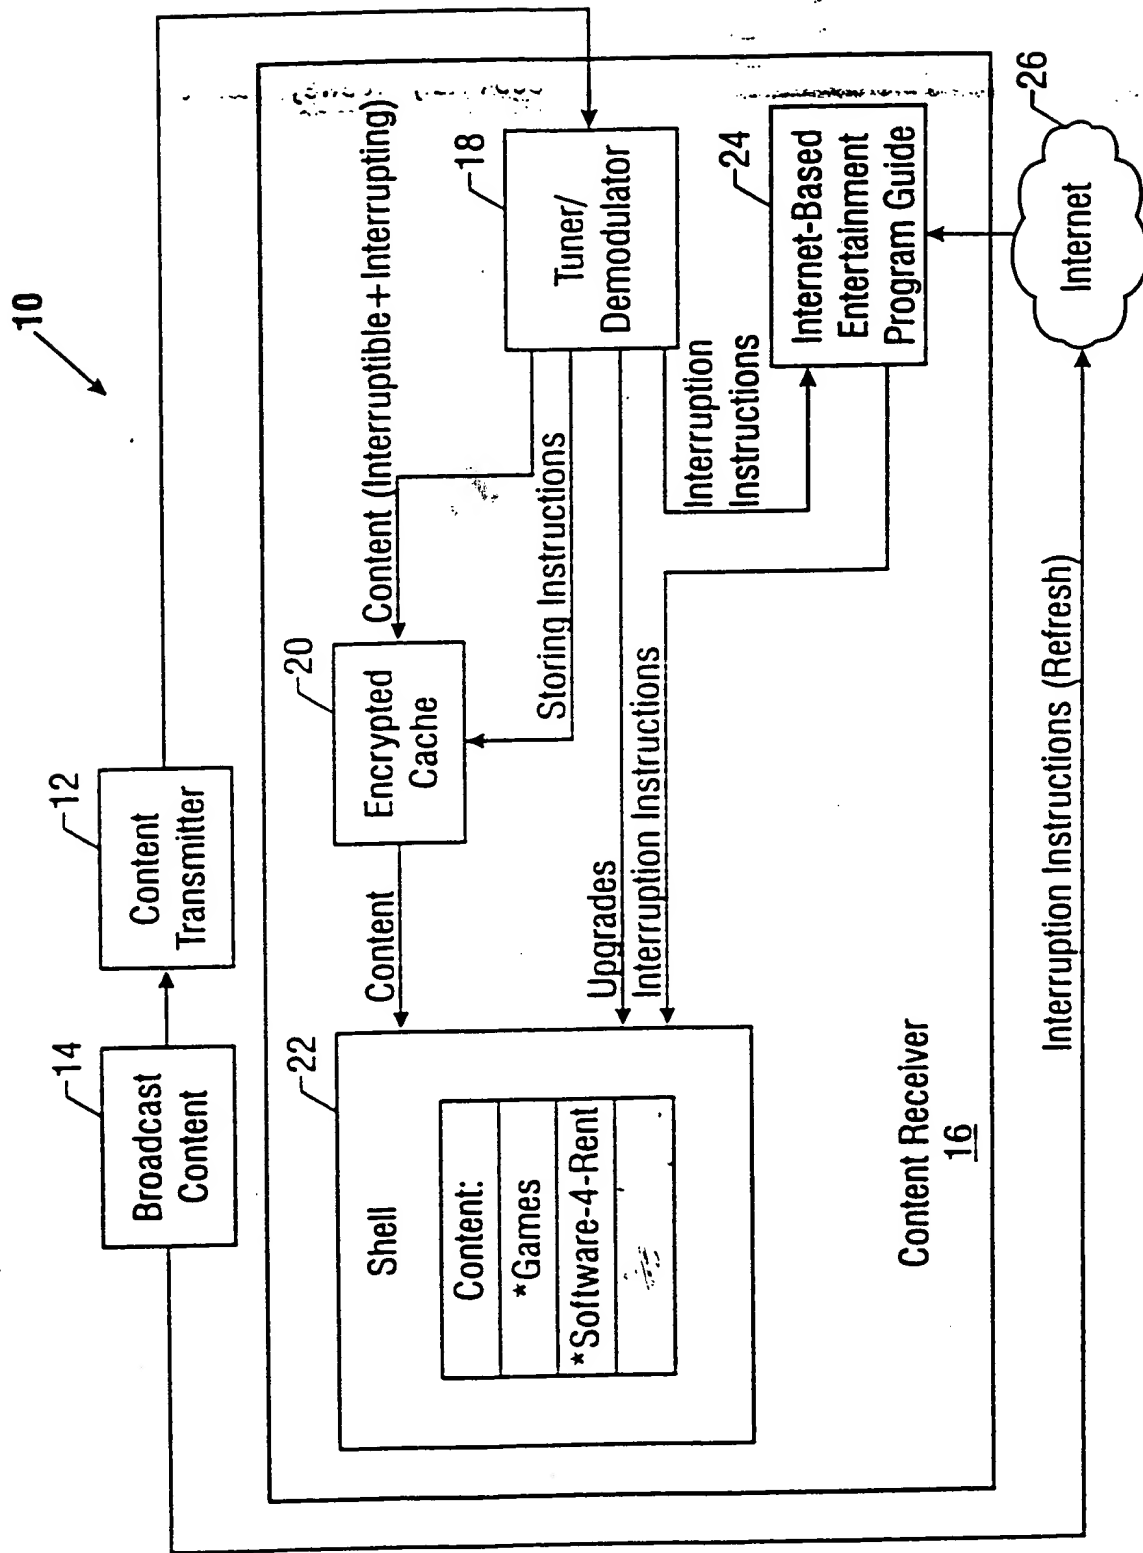 10
14
Broadcast
Content
12
Content
Transmitter
22
Shell
Content:
*Games
*Software-4-Rent
Content
20
Encrypted
Cache
Content (Interruptible+Interrupting)
Storing Instructions
18
Tuner/
Demodulator
Upgrades
Interruption Instructions
Interruption
Instructions
24
Internet-Based
Entertainment
Program Guide
Content Receiver
16
Interruption Instructions (Refresh)
Internet
26